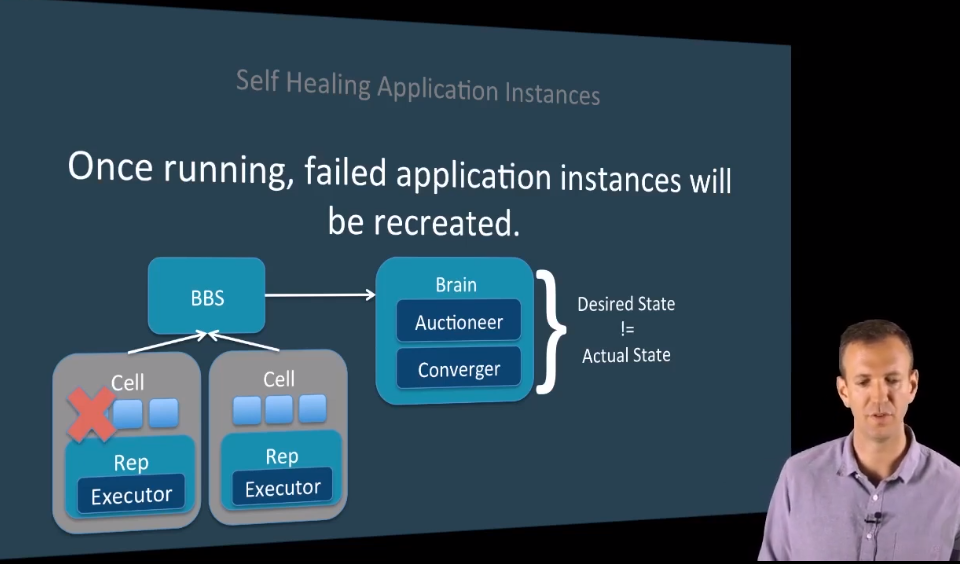 Self Healing Application Instances
Once running, failed application instances will
be recreated.
BBS
Brain
Auctioneer
Converger
Desired State
!=
Actual State
Cell
Rep
Executor
Cell
Rep
Executor